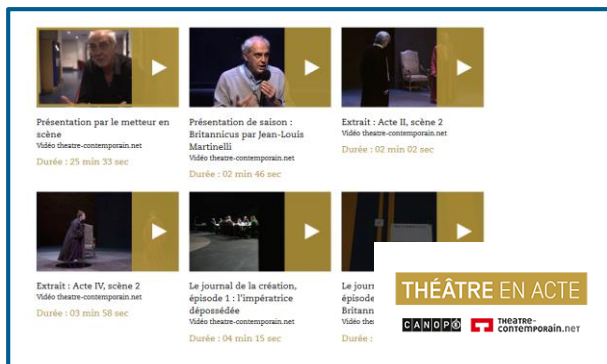 Présentation par le metteur en
scène
Vidéo theatre-contemporain.net
Durée : 25 min 33 sec
Présentation de saison :
Britannicus par Jean-Louis
Martinelli
Vidéo theatre-contemporain.net
Durée : 02 min 46 sec
Extrait : Acte II, scène 2
Vidéo theatre-contemporain.net
Durée : 02 min 02 sec
Extrait : Acte IV, scène 2
Vidéo theatre-contemporain.net
Durée : 03 min 58 sec
Le journal de la création,
épisode 1 : l'impératrice
dépossédée
Vidéo theatre-contemporain.net
Durée : 04 min 15 sec
Le
épisode
Durée :
THÉÂTRE EN ACTE
CANOPÉ
THEATRE-
CONTEMPORAIN.NET